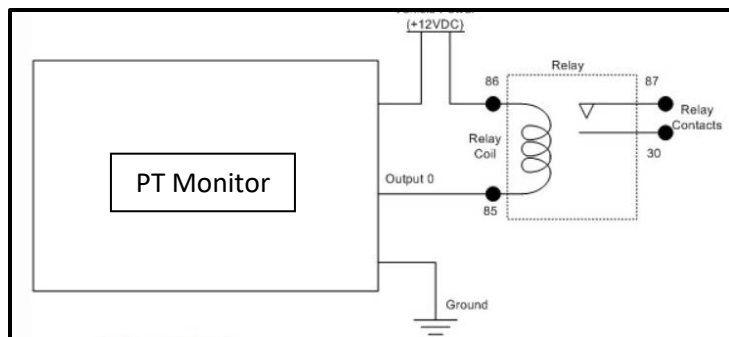 (+12VDC)
Relay
86
87
Relay
Coil
Relay
Contacts
30
PT Monitor
Output 0
85
Ground